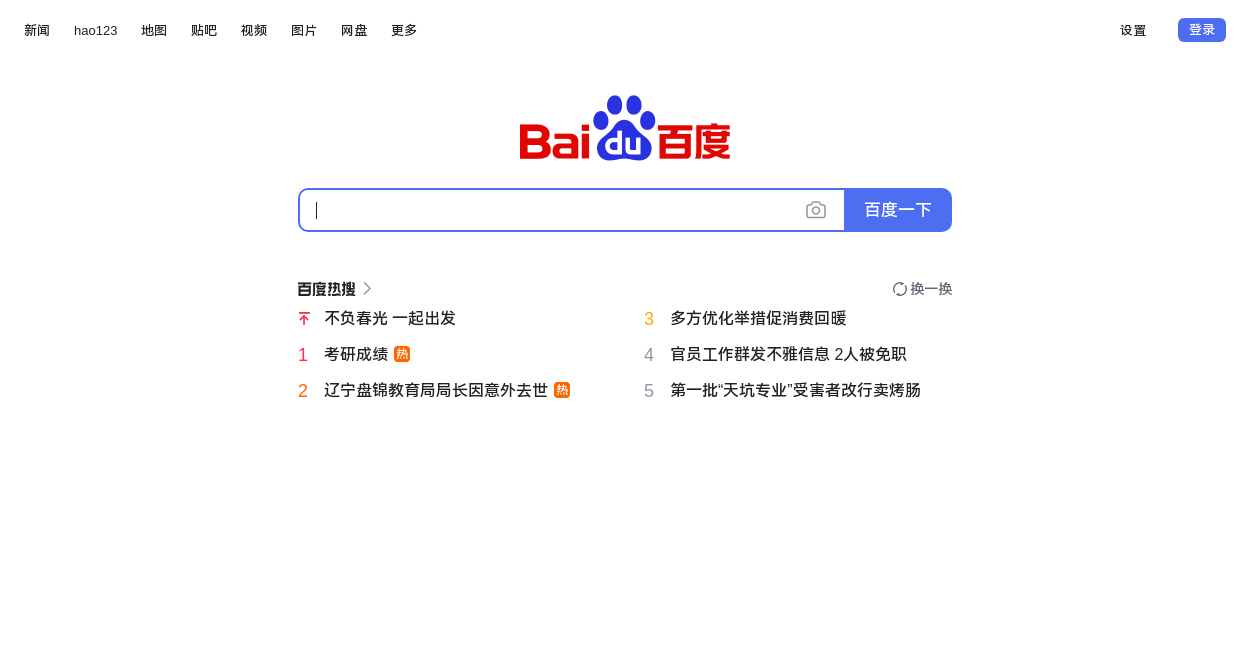 新闻 hao123 地图 贴吧 视频 图片 网盘 更多 设置 登录
Bai du 百度
百度一下
百度热搜 换一换
不负春光 一起出发
1 考研成绩 热
2 辽宁盘锦教育局局长因意外去世 热
3 多方优化举措促消费回暖
4 官员工作群发不雅信息 2人被免职
5 第一批“天坑专业”受害者改行卖烤肠